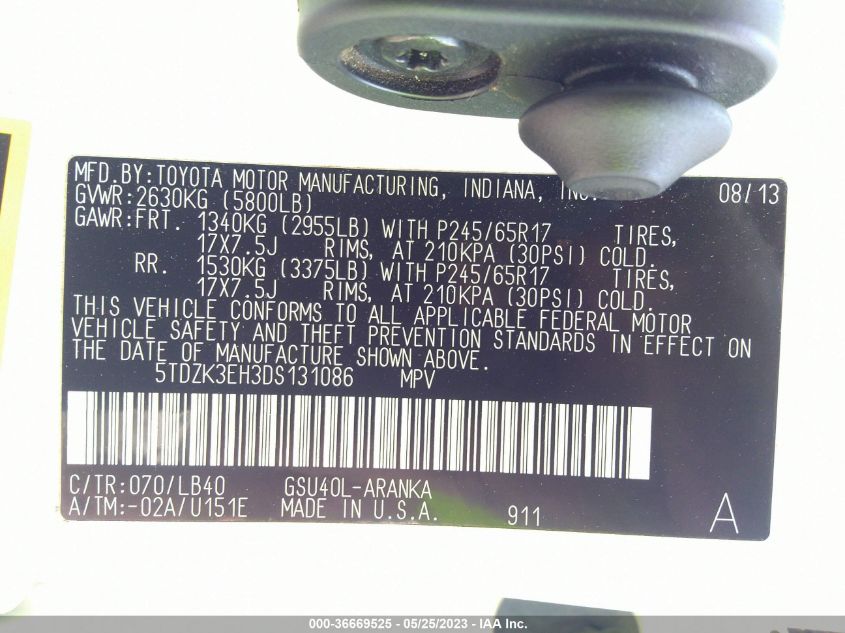 MFD.BY:TOYOTA MOTOR MANUFACTURING, INDIANA, INC. 08/13
GVWR:2630KG (5800LB)
GAWR:FRT. 1340KG (2955LB) WITH P245/65R17 TIRES,
17X7.5J RIMS, AT 210KPA (30PSI) COLD.
RR. 1530KG (3375LB) WITH P245/65R17 TIRES,
17X7.5J RIMS, AT 210KPA (30PSI) COLD.
THIS VEHICLE CONFORMS TO ALL APPLICABLE FEDERAL MOTOR
VEHICLE SAFETY AND THEFT PREVENTION STANDARDS IN EFFECT ON
THE DATE OF MANUFACTURE SHOWN ABOVE.
5TDZK3EH3DS131086 MPV
C/TR:070/LB40 GSU40L-ARANKA
A/TM:-02A/U151E MADE IN U.S.A. 911 A
000-36669525 - 05/25/2023 - IAA Inc.